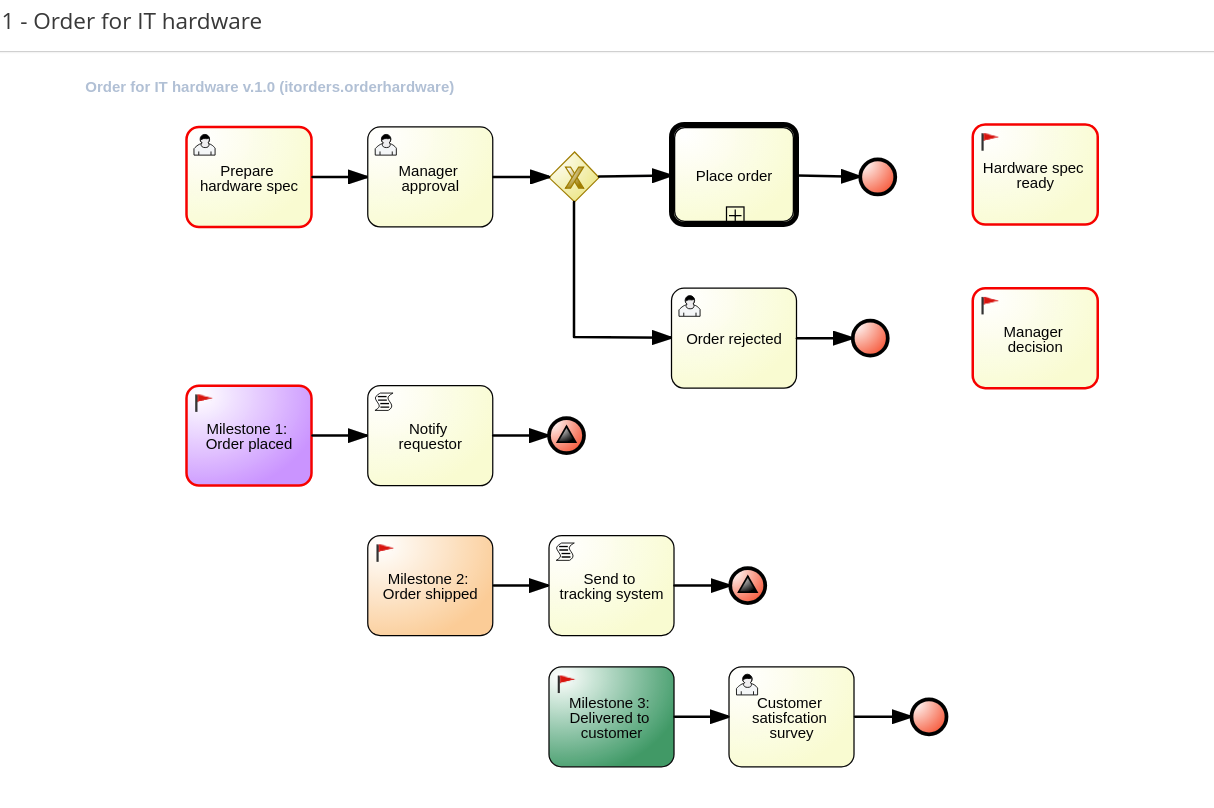 1 - Order for IT hardware
Order for IT hardware v.1.0 (itorders.orderhardware)
Prepare
hardware spec
Manager
approval
Place order
Hardware spec
ready
Order rejected
Manager
decision
Milestone 1:
Order placed
Notify
requestor
Milestone 2:
Order shipped
Send to
tracking system
Milestone 3:
Delivered to
customer
Customer
satisfcation
survey